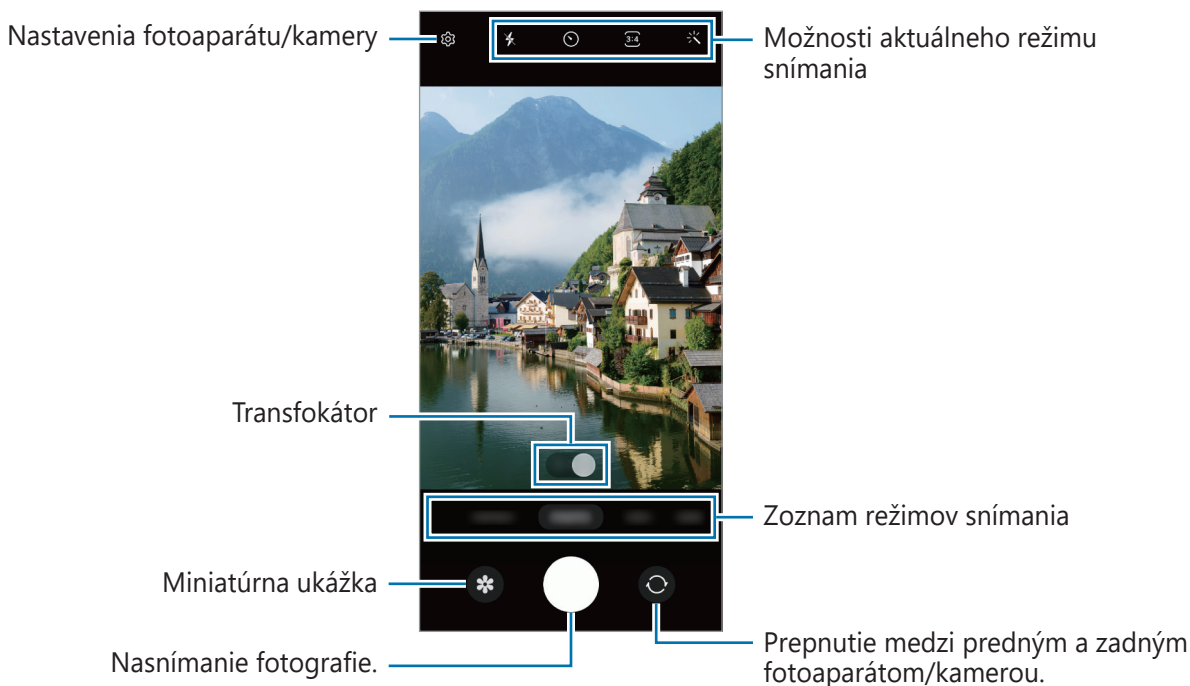 Nastavenia fotoaparátu/kamery
3:4
Možnosti aktuálneho režimu
snímania
Transfokátor
Zoznam režimov snímania
Miniatúrna ukážka
Nasnímanie fotografie.
Prepnutie medzi predným a zadným
fotoaparátom/kamerou.